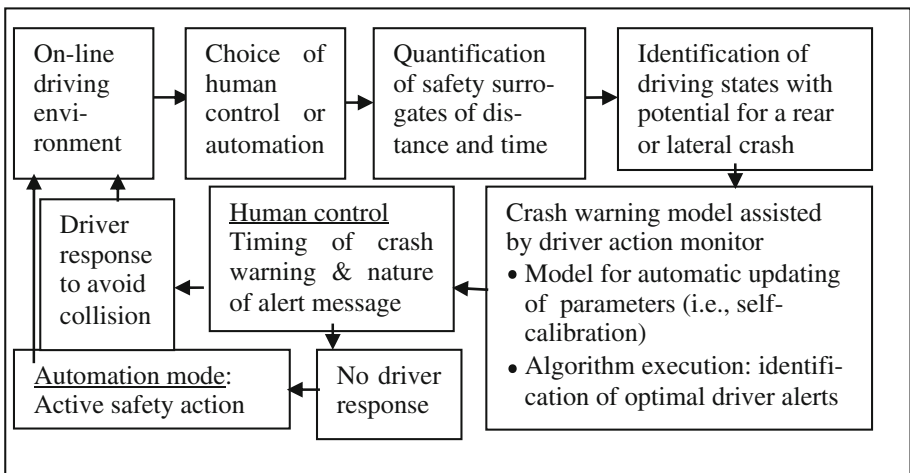 On-line
driving
envi-
ronment
Choice of
human
control or
automation
Quantification
of safety surro-
gates of dis-
tance and time
Identification of
driving states with
potential for a rear
or lateral crash
Crash warning model assisted
by driver action monitor
• Model for automatic updating
of parameters (i.e., self-
calibration)
• Algorithm execution: identifi-
cation of optimal driver alerts
Human control
Timing of crash
warning & nature
of alert message
Driver
response
to avoid
collision
No driver
response
Automation mode:
Active safety action